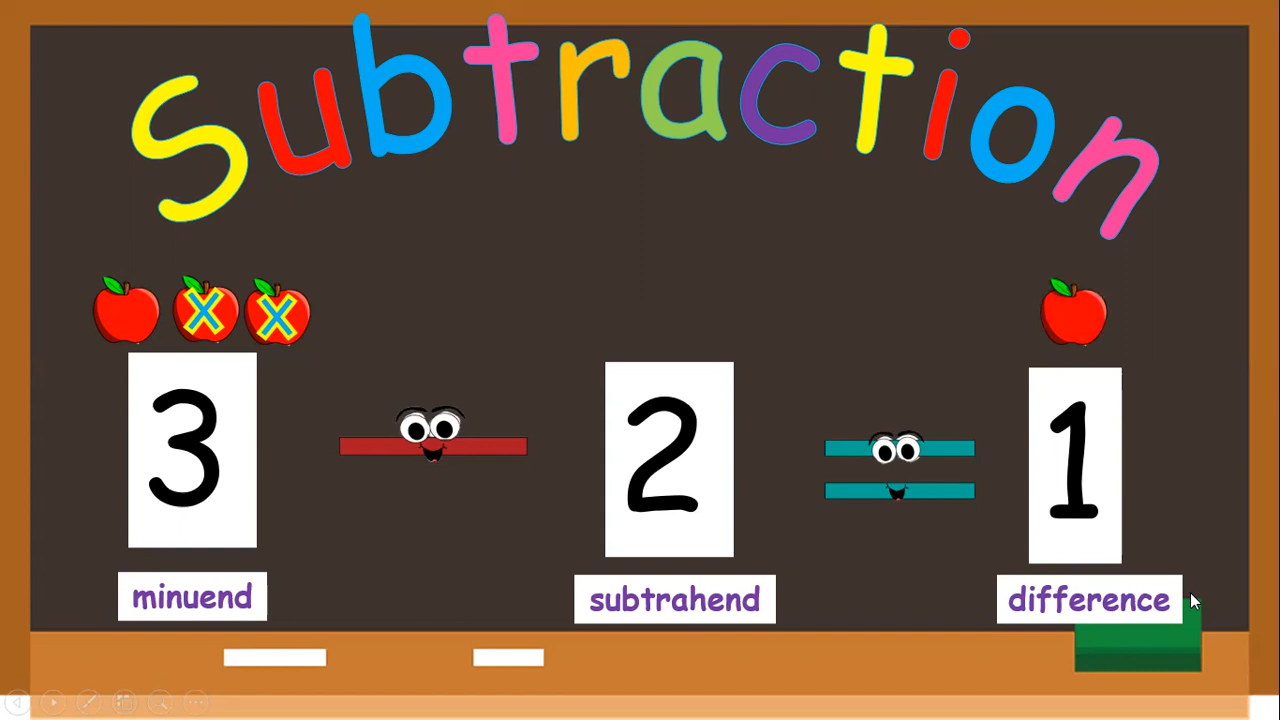 Subtraction
X X
3 - 2 = 1
minuend subtrahend difference